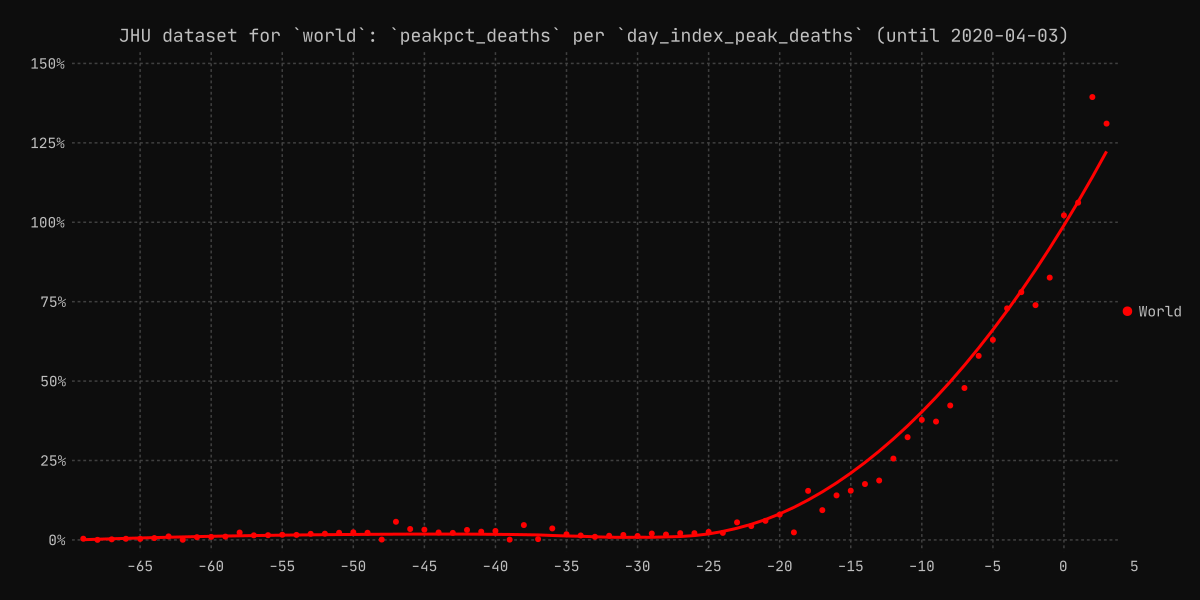 JHU dataset for `world`: `peakpct_deaths` per `day_index_peak_deaths` (until 2020-04-03)
150%
125%
100%
75%
50%
25%
0%
World
-65 -60 -55 -50 -45 -40 -35 -30 -25 -20 -15 -10 -5 0 5